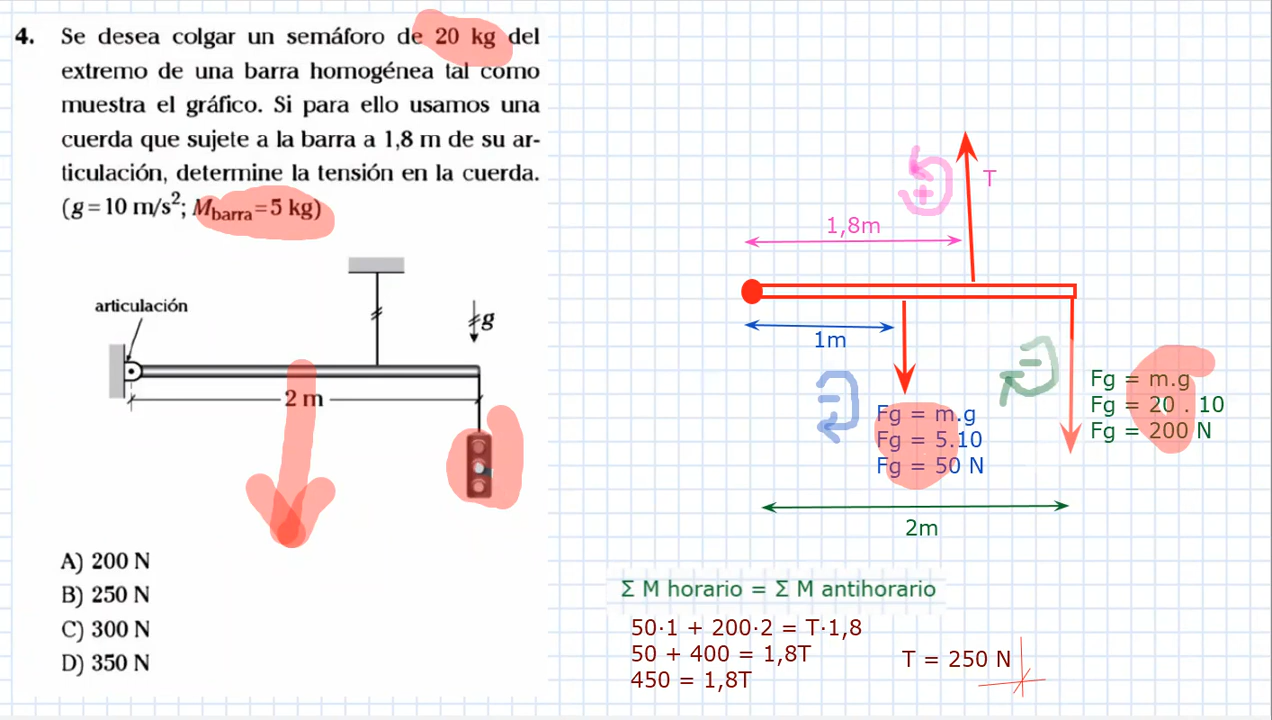 4. Se desea colgar un semáforo de 20 kg del
extremo de una barra homogénea tal como
muestra el gráfico. Si para ello usamos una
cuerda que sujete a la barra a 1,8 m de su ar-
ticulación, determine la tensión en la cuerda.
(g=10 m/s²; Mbarra=5 kg)
articulación
g
2 m
A) 200 N
B) 250 N
C) 300 N
D) 350 N
T
1,8m
1m
Fg = m.g
Fg = 5.10
Fg = 50 N
Fg = m.g
Fg = 20 . 10
Fg = 200 N
2m
Σ M horario = Σ M antihorario
50·1 + 200·2 = T·1,8
50 + 400 = 1,8T
450 = 1,8T
T = 250 N